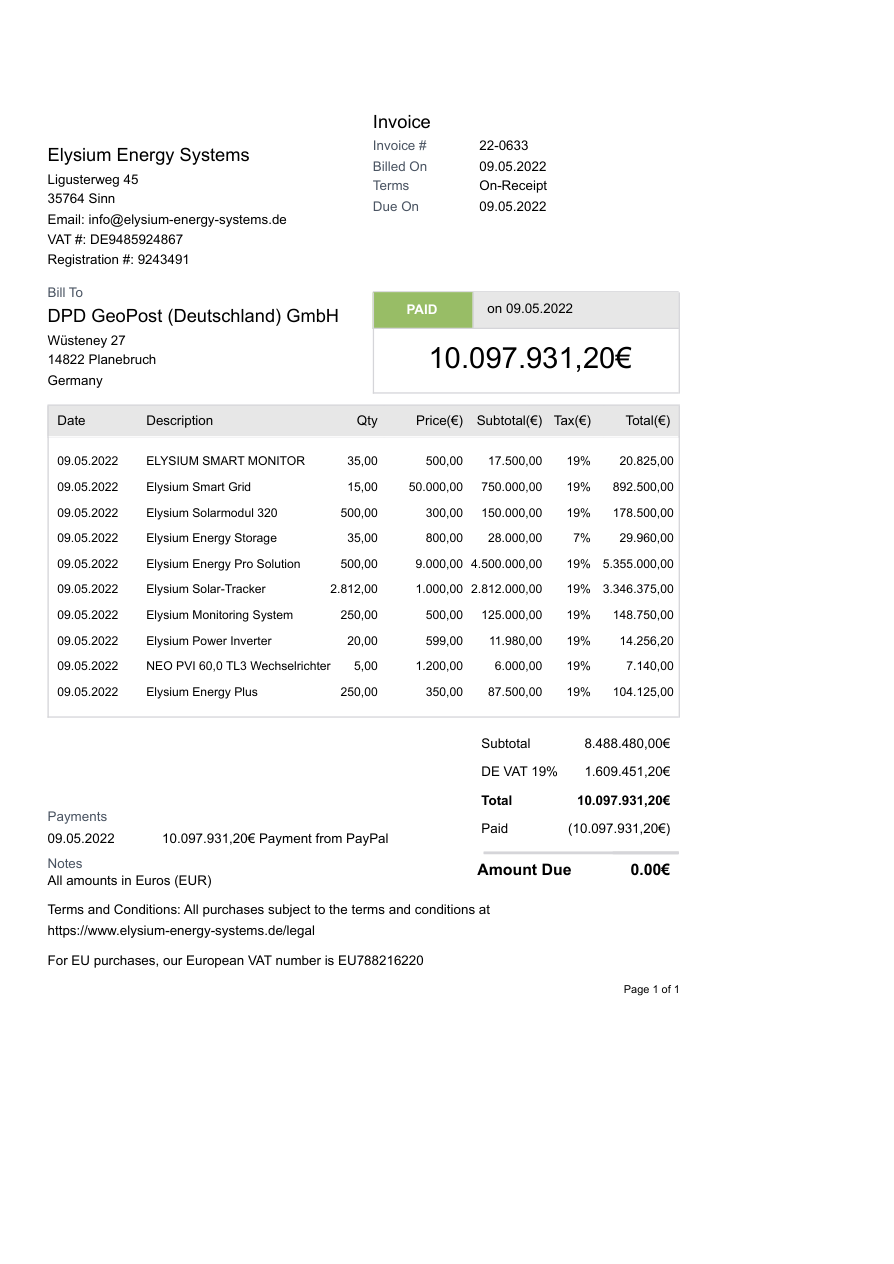 Invoice
Invoice # 22-0633
Billed On 09.05.2022
Terms On-Receipt
Due On 09.05.2022
Elysium Energy Systems
Ligusterweg 45
35764 Sinn
Email: info@elysium-energy-systems.de
VAT #: DE9485924867
Registration #: 9243491
Bill To
DPD GeoPost (Deutschland) GmbH
Wüsteney 27
14822 Planebruch
Germany
PAID on 09.05.2022
10.097.931,20€
Date Description Qty Price(€) Subtotal(€) Tax(€) Total(€)
09.05.2022 ELYSIUM SMART MONITOR 35,00 500,00 17.500,00 19% 20.825,00
09.05.2022 Elysium Smart Grid 15,00 50.000,00 750.000,00 19% 892.500,00
09.05.2022 Elysium Solarmodul 320 500,00 300,00 150.000,00 19% 178.500,00
09.05.2022 Elysium Energy Storage 35,00 800,00 28.000,00 7% 29.960,00
09.05.2022 Elysium Energy Pro Solution 500,00 9.000,00 4.500.000,00 19% 5.355.000,00
09.05.2022 Elysium Solar-Tracker 2.812,00 1.000,00 2.812.000,00 19% 3.346.375,00
09.05.2022 Elysium Monitoring System 250,00 500,00 125.000,00 19% 148.750,00
09.05.2022 Elysium Power Inverter 20,00 599,00 11.980,00 19% 14.256,20
09.05.2022 NEO PVI 60,0 TL3 Wechselrichter 5,00 1.200,00 6.000,00 19% 7.140,00
09.05.2022 Elysium Energy Plus 250,00 350,00 87.500,00 19% 104.125,00
Subtotal 8.488.480,00€
DE VAT 19% 1.609.451,20€
Total 10.097.931,20€
Paid (10.097.931,20€)
Amount Due 0.00€
Payments
09.05.2022 10.097.931,20€ Payment from PayPal
Notes
All amounts in Euros (EUR)
Terms and Conditions: All purchases subject to the terms and conditions at
https://www.elysium-energy-systems.de/legal
For EU purchases, our European VAT number is EU788216220
Page 1 of 1